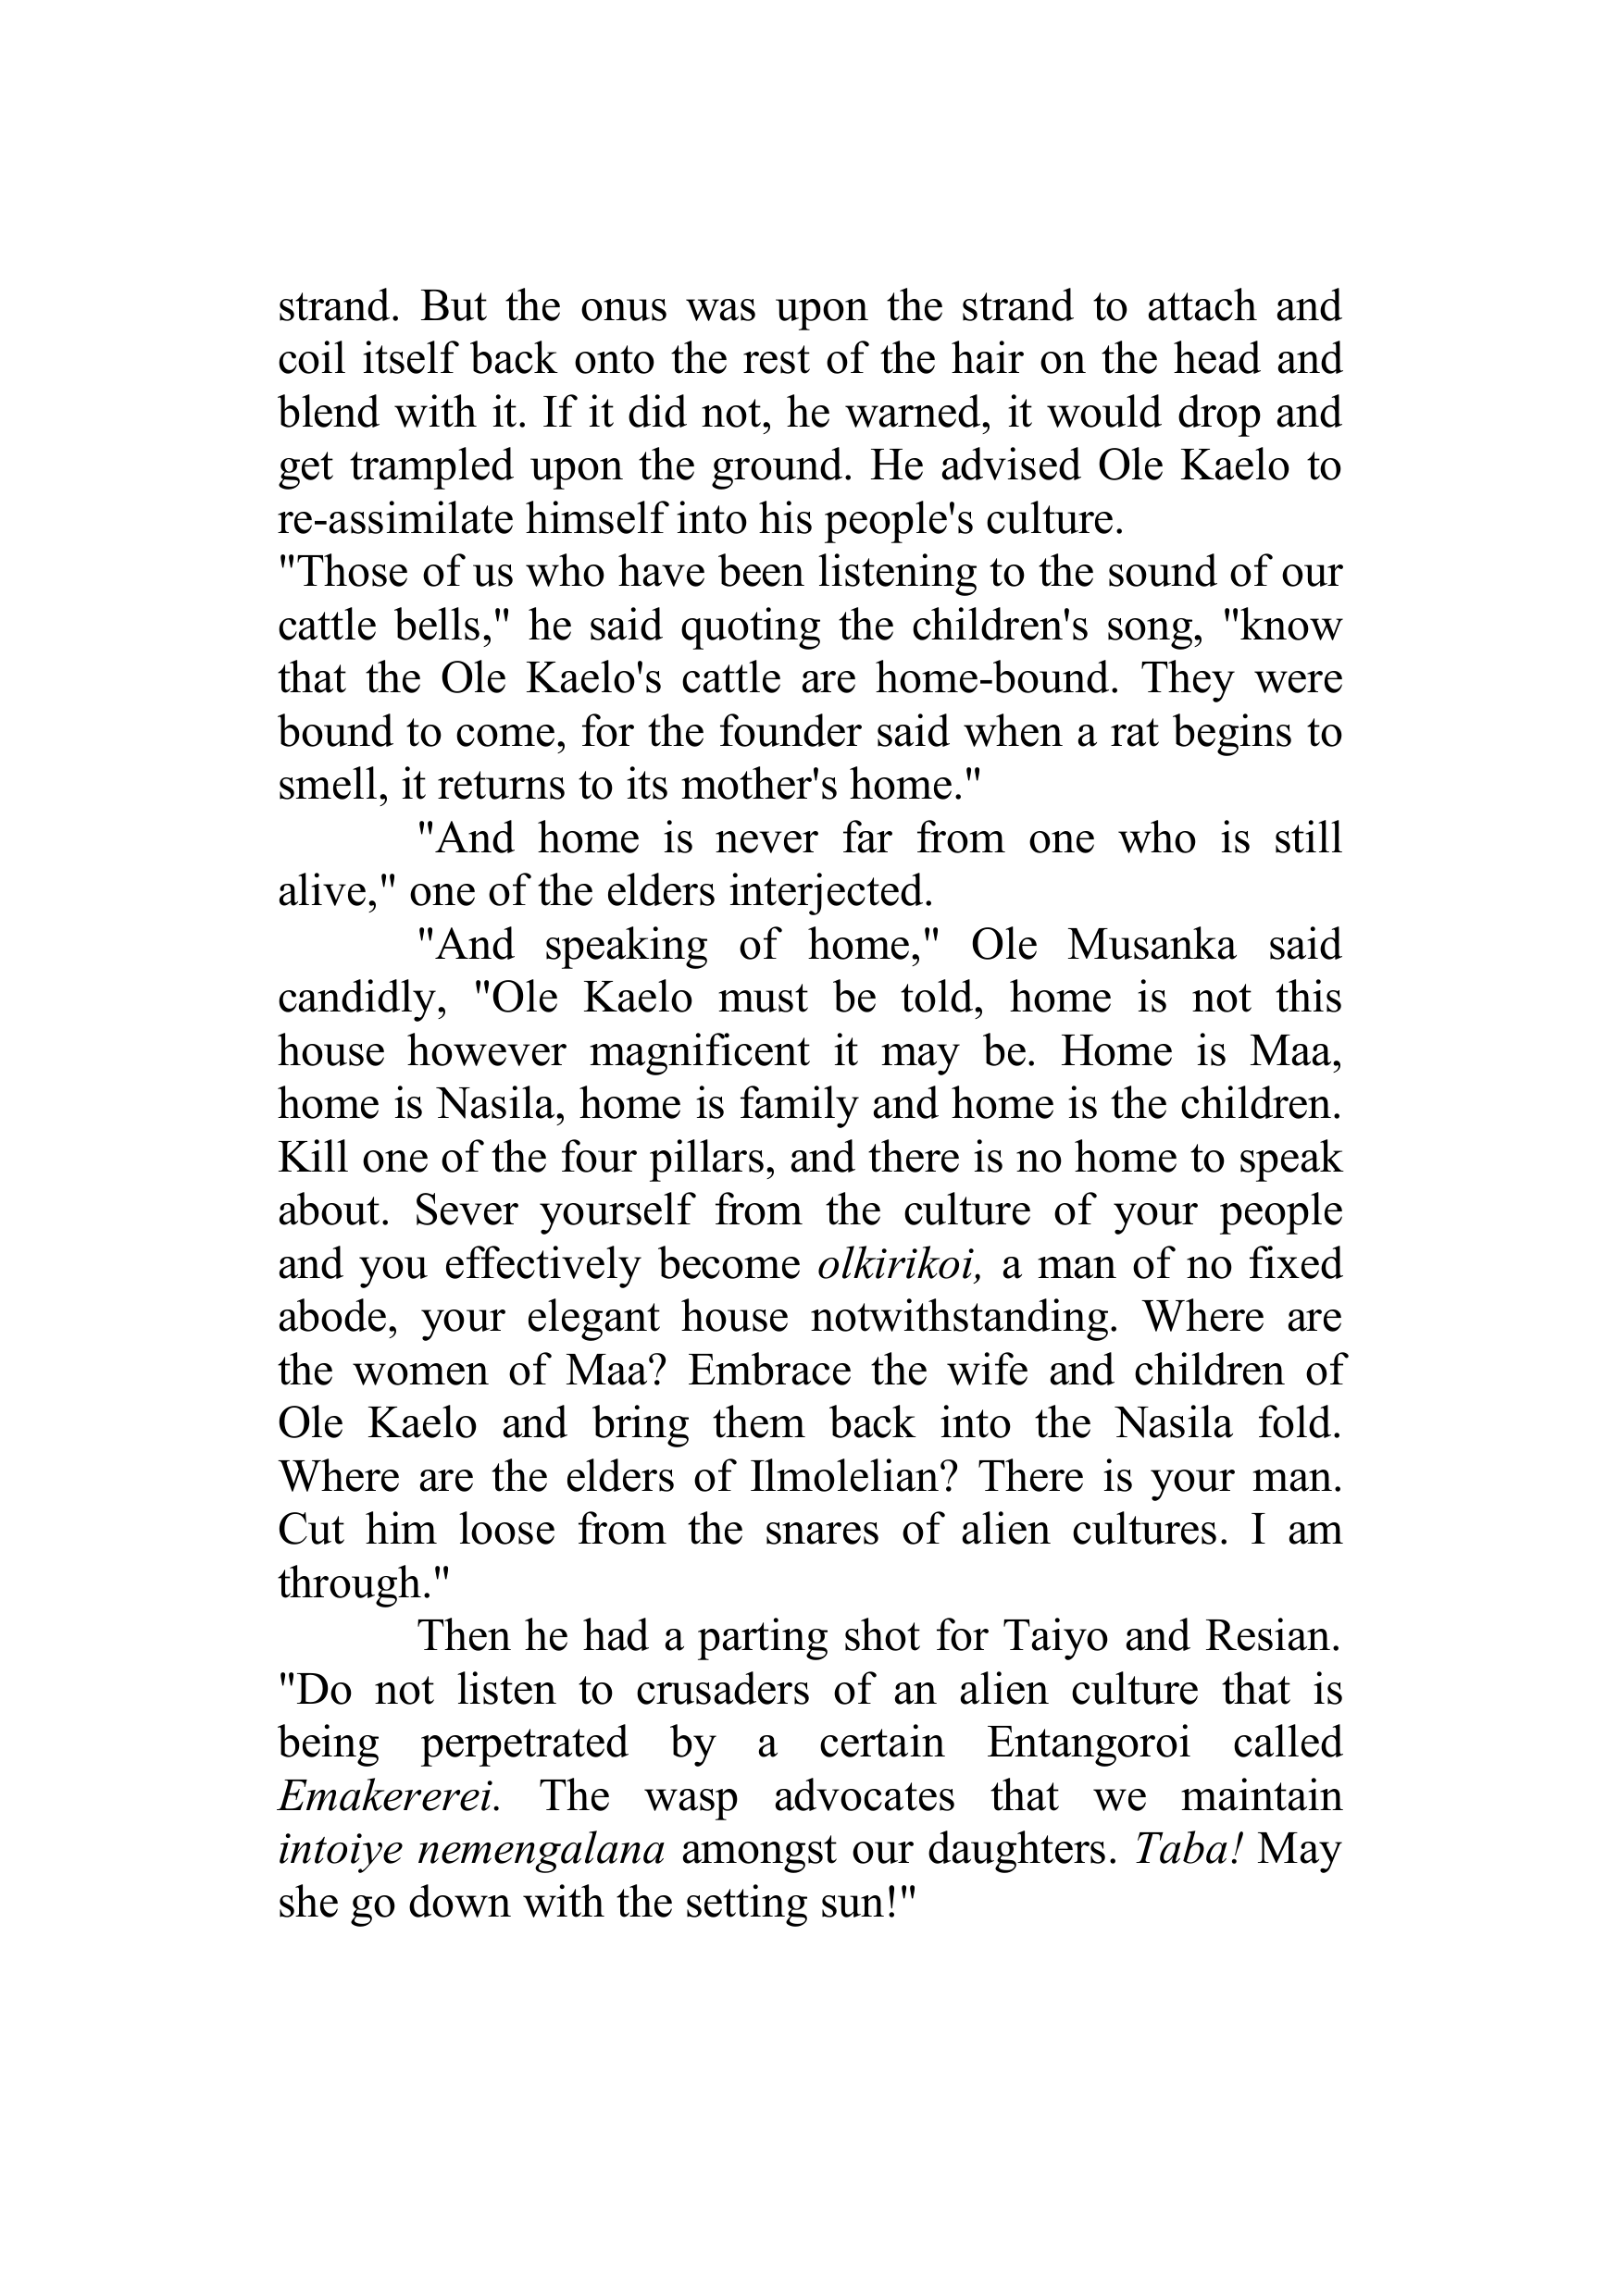 strand. But the onus was upon the strand to attach and
coil itself back onto the rest of the hair on the head and
blend with it. If it did not, he warned, it would drop and
get trampled upon the ground. He advised Ole Kaelo to
re-assimilate himself into his people's culture.
"Those of us who have been listening to the sound of our
cattle bells," he said quoting the children's song, "know
that the Ole Kaelo's cattle are home-bound. They were
bound to come, for the founder said when a rat begins to
smell, it returns to its mother's home."
"And home is never far from one who is still
alive," one of the elders interjected.
"And speaking of home," Ole Musanka said
candidly, "Ole Kaelo must be told, home is not this
house however magnificent it may be. Home is Maa,
home is Nasila, home is family and home is the children.
Kill one of the four pillars, and there is no home to speak
about. Sever yourself from the culture of your people
and you effectively become olkirikoi, a man of no fixed
abode, your elegant house notwithstanding. Where are
the women of Maa? Embrace the wife and children of
Ole Kaelo and bring them back into the Nasila fold.
Where are the elders of Ilmolelian? There is your man.
Cut him loose from the snares of alien cultures. I am
through."
Then he had a parting shot for Taiyo and Resian.
"Do not listen to crusaders of an alien culture that is
being perpetrated by a certain Entangoroi called
Emakererei. The wasp advocates that we maintain
intoiye nemengalana amongst our daughters. Taba! May
she go down with the setting sun!"